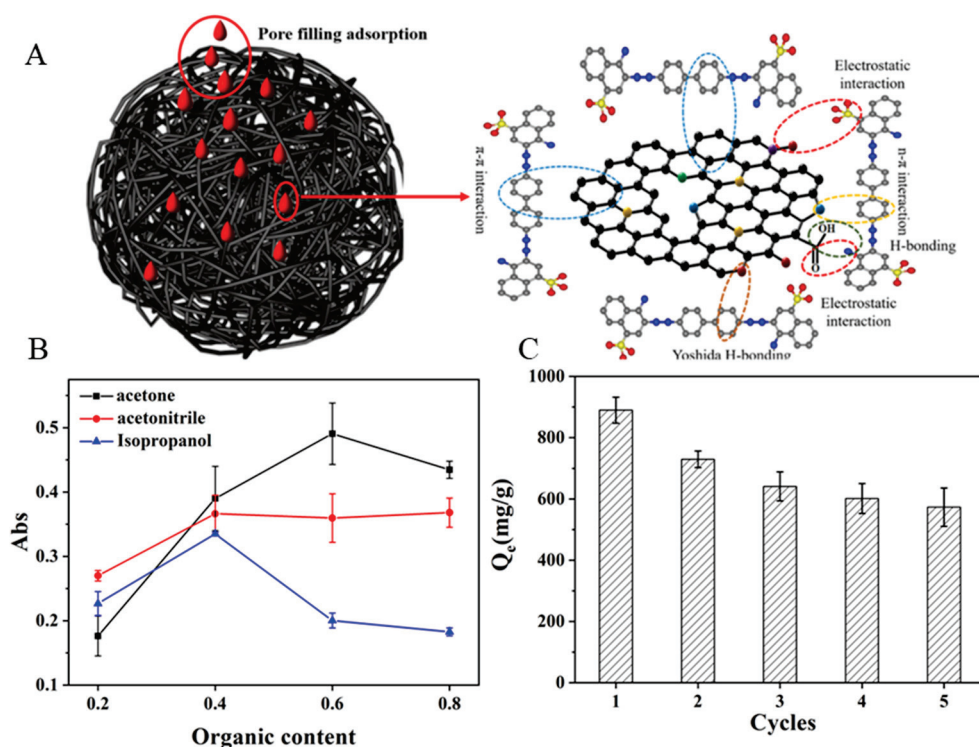 A
Pore filling adsorption
π-π interaction
Electrostatic
interaction
n-π interaction
OH
O
H-bonding
Electrostatic
interaction
Yoshida H-bonding
B
acetone
acetonitrile
Isopropanol
Abs
0.5
0.4
0.3
0.2
0.1
0.2 0.4 0.6 0.8
Organic content
C
Qe(mg/g)
1000
800
600
400
200
0
1 2 3 4 5
Cycles